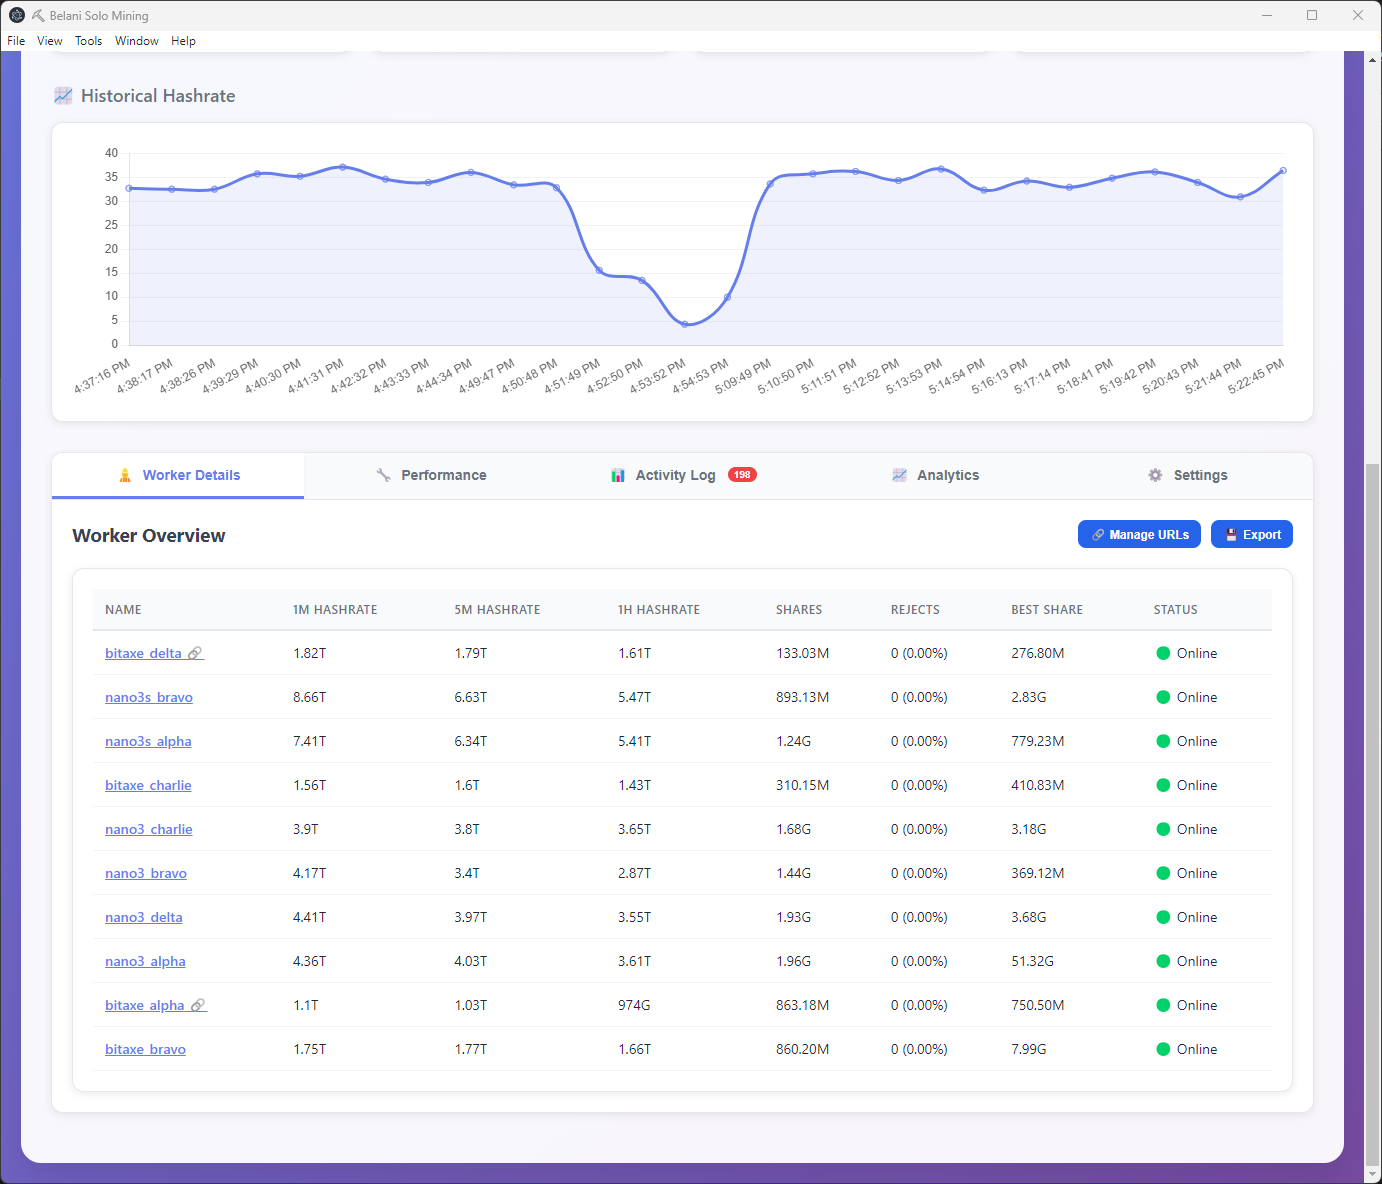 Belani Solo Mining
File View Tools Window Help
Historical Hashrate
40
35
30
25
20
15
10
5
0
4:37:16 PM 4:38:17 PM 4:38:26 PM 4:39:29 PM 4:40:30 PM 4:41:31 PM 4:42:32 PM 4:43:33 PM 4:44:34 PM 4:49:47 PM 4:50:48 PM 4:51:49 PM 4:52:50 PM 4:53:52 PM 4:54:53 PM 5:09:49 PM 5:10:50 PM 5:11:51 PM 5:12:52 PM 5:13:53 PM 5:14:54 PM 5:16:13 PM 5:17:14 PM 5:18:41 PM 5:19:42 PM 5:20:43 PM 5:21:44 PM 5:22:45 PM
Worker Details Performance Activity Log 198 Analytics Settings
Worker Overview Manage URLs Export
NAME 1M HASHRATE 5M HASHRATE 1H HASHRATE SHARES REJECTS BEST SHARE STATUS
bitaxe_delta 1.82T 1.79T 1.61T 133.03M 0 (0.00%) 276.80M Online
nano3s_bravo 8.66T 6.63T 5.47T 893.13M 0 (0.00%) 2.83G Online
nano3s_alpha 7.41T 6.34T 5.41T 1.24G 0 (0.00%) 779.23M Online
bitaxe_charlie 1.56T 1.6T 1.43T 310.15M 0 (0.00%) 410.83M Online
nano3_charlie 3.9T 3.8T 3.65T 1.68G 0 (0.00%) 3.18G Online
nano3_bravo 4.17T 3.4T 2.87T 1.44G 0 (0.00%) 369.12M Online
nano3_delta 4.41T 3.97T 3.55T 1.93G 0 (0.00%) 3.68G Online
nano3_alpha 4.36T 4.03T 3.61T 1.96G 0 (0.00%) 51.32G Online
bitaxe_alpha 1.1T 1.03T 974G 863.18M 0 (0.00%) 750.50M Online
bitaxe_bravo 1.75T 1.77T 1.66T 860.20M 0 (0.00%) 7.99G Online